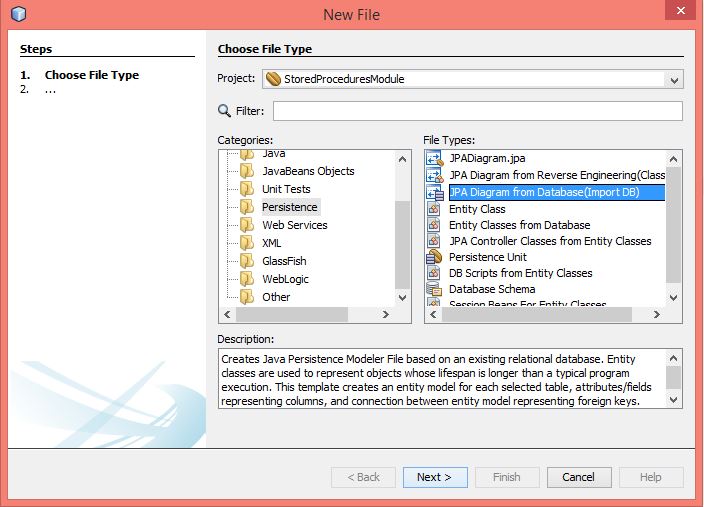 New File
Steps
1. Choose File Type
2. ...
Choose File Type
Project: StoredProceduresModule
Filter:
Categories:
Java
JavaBeans Objects
Unit Tests
Persistence
Web Services
XML
GlassFish
WebLogic
Other
File Types:
JPADiagram.jpa
JPA Diagram from Reverse Engineering(Class
JPA Diagram from Database(Import DB)
Entity Class
Entity Classes from Database
JPA Controller Classes from Entity Classes
Persistence Unit
DB Scripts from Entity Classes
Database Schema
Session Beans For Entity Classes
Description:
Creates Java Persistence Modeler File based on an existing relational database. Entity
classes are used to represent objects whose lifespan is longer than a typical program
execution. This template creates an entity model for each selected table, attributes/fields
representing columns, and connection between entity model representing foreign keys.
< Back
Next >
Finish
Cancel
Help